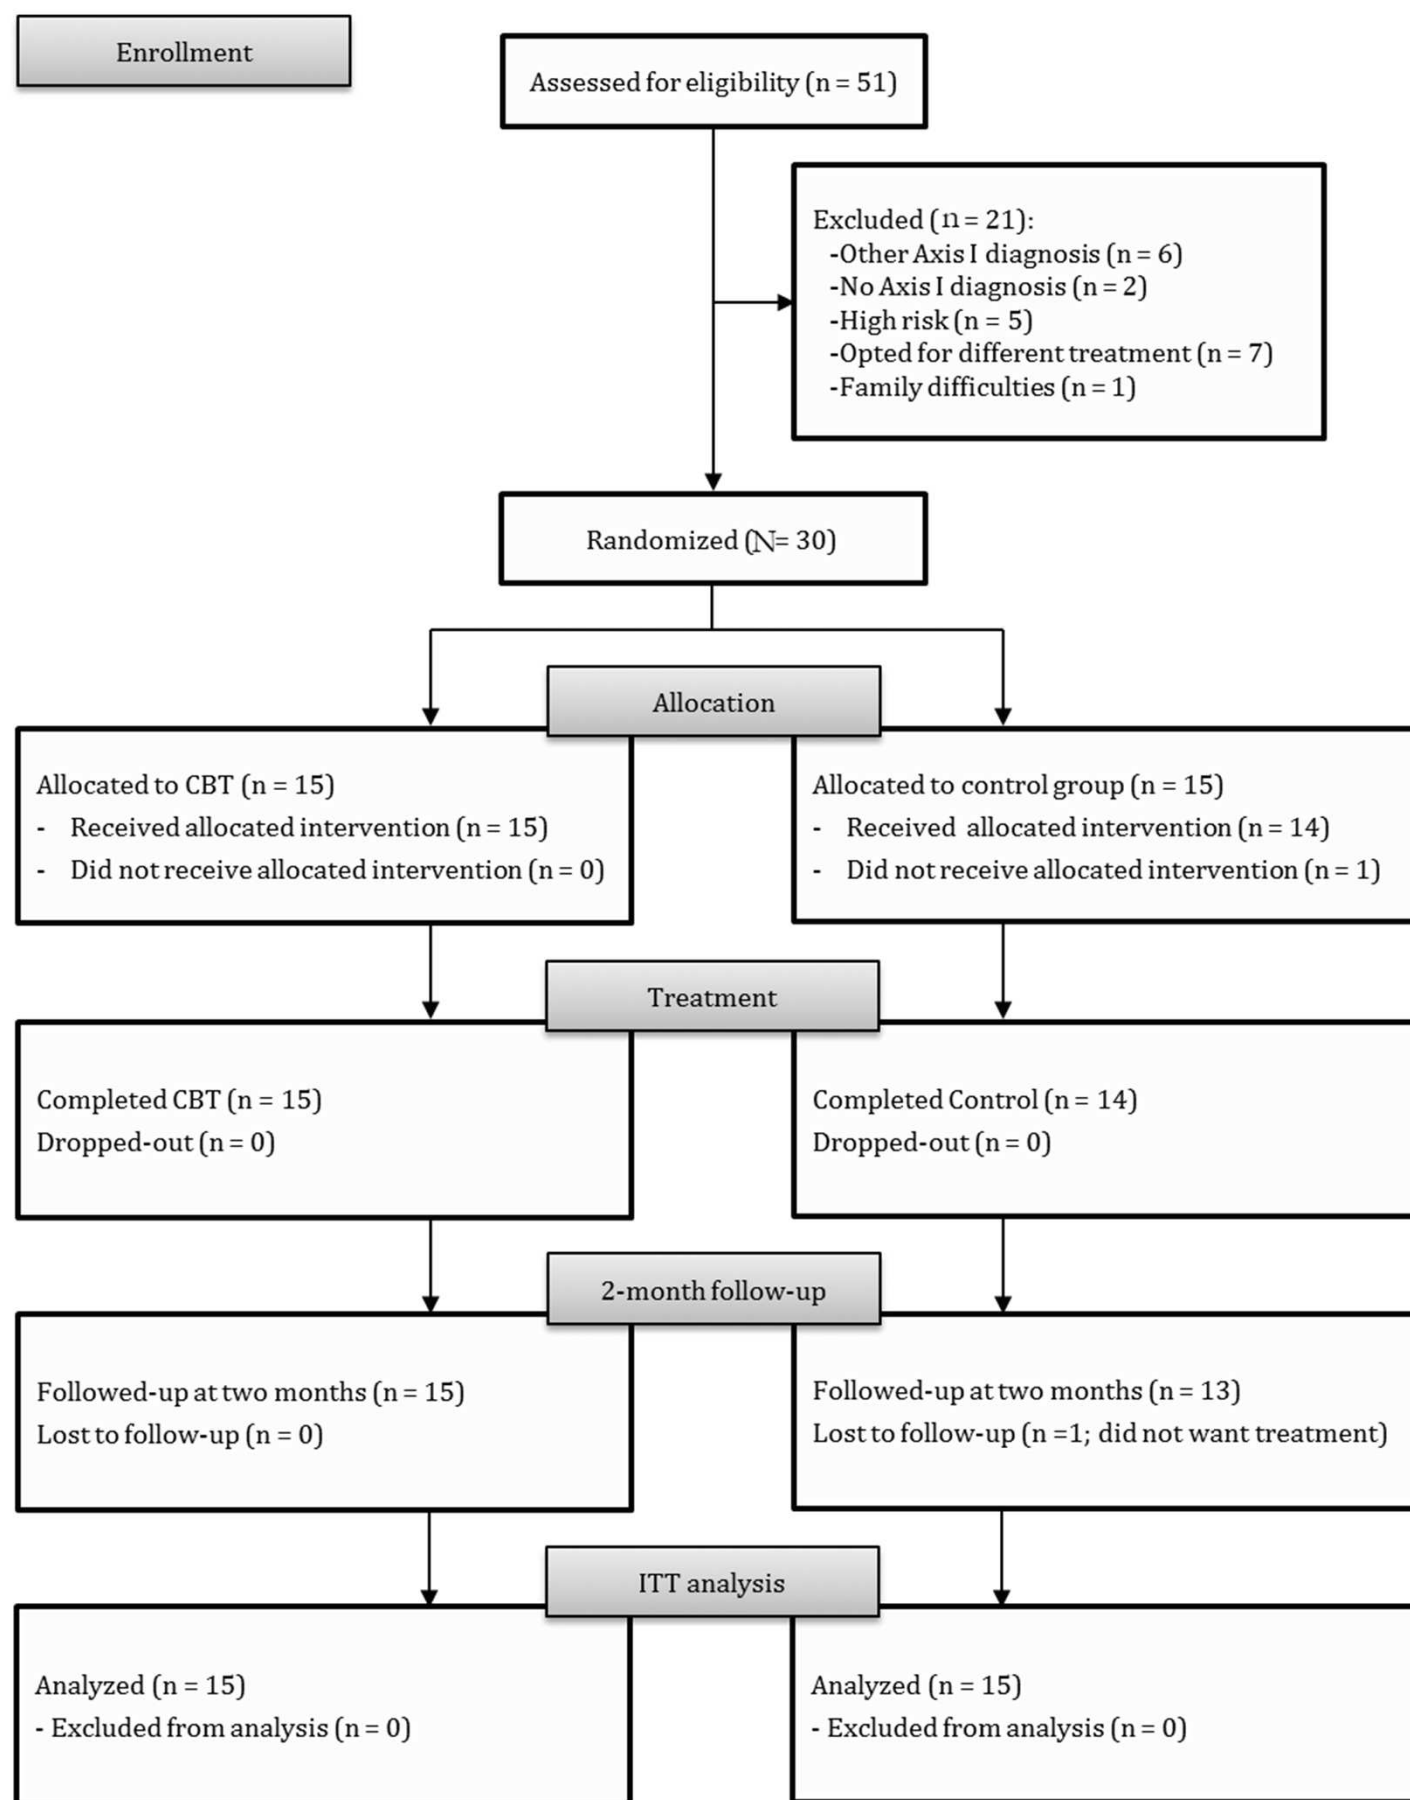 Enrollment
Assessed for eligibility (n = 51)
Excluded (n = 21):
-Other Axis I diagnosis (n = 6)
-No Axis I diagnosis (n = 2)
-High risk (n = 5)
-Opted for different treatment (n = 7)
-Family difficulties (n = 1)
Randomized (N= 30)
Allocation
Allocated to CBT (n = 15)
- Received allocated intervention (n = 15)
- Did not receive allocated intervention (n = 0)
Allocated to control group (n = 15)
- Received allocated intervention (n = 14)
- Did not receive allocated intervention (n = 1)
Treatment
Completed CBT (n = 15)
Dropped-out (n = 0)
Completed Control (n = 14)
Dropped-out (n = 0)
2-month follow-up
Followed-up at two months (n = 15)
Lost to follow-up (n = 0)
Followed-up at two months (n = 13)
Lost to follow-up (n =1; did not want treatment)
ITT analysis
Analyzed (n = 15)
- Excluded from analysis (n = 0)
Analyzed (n = 15)
- Excluded from analysis (n = 0)